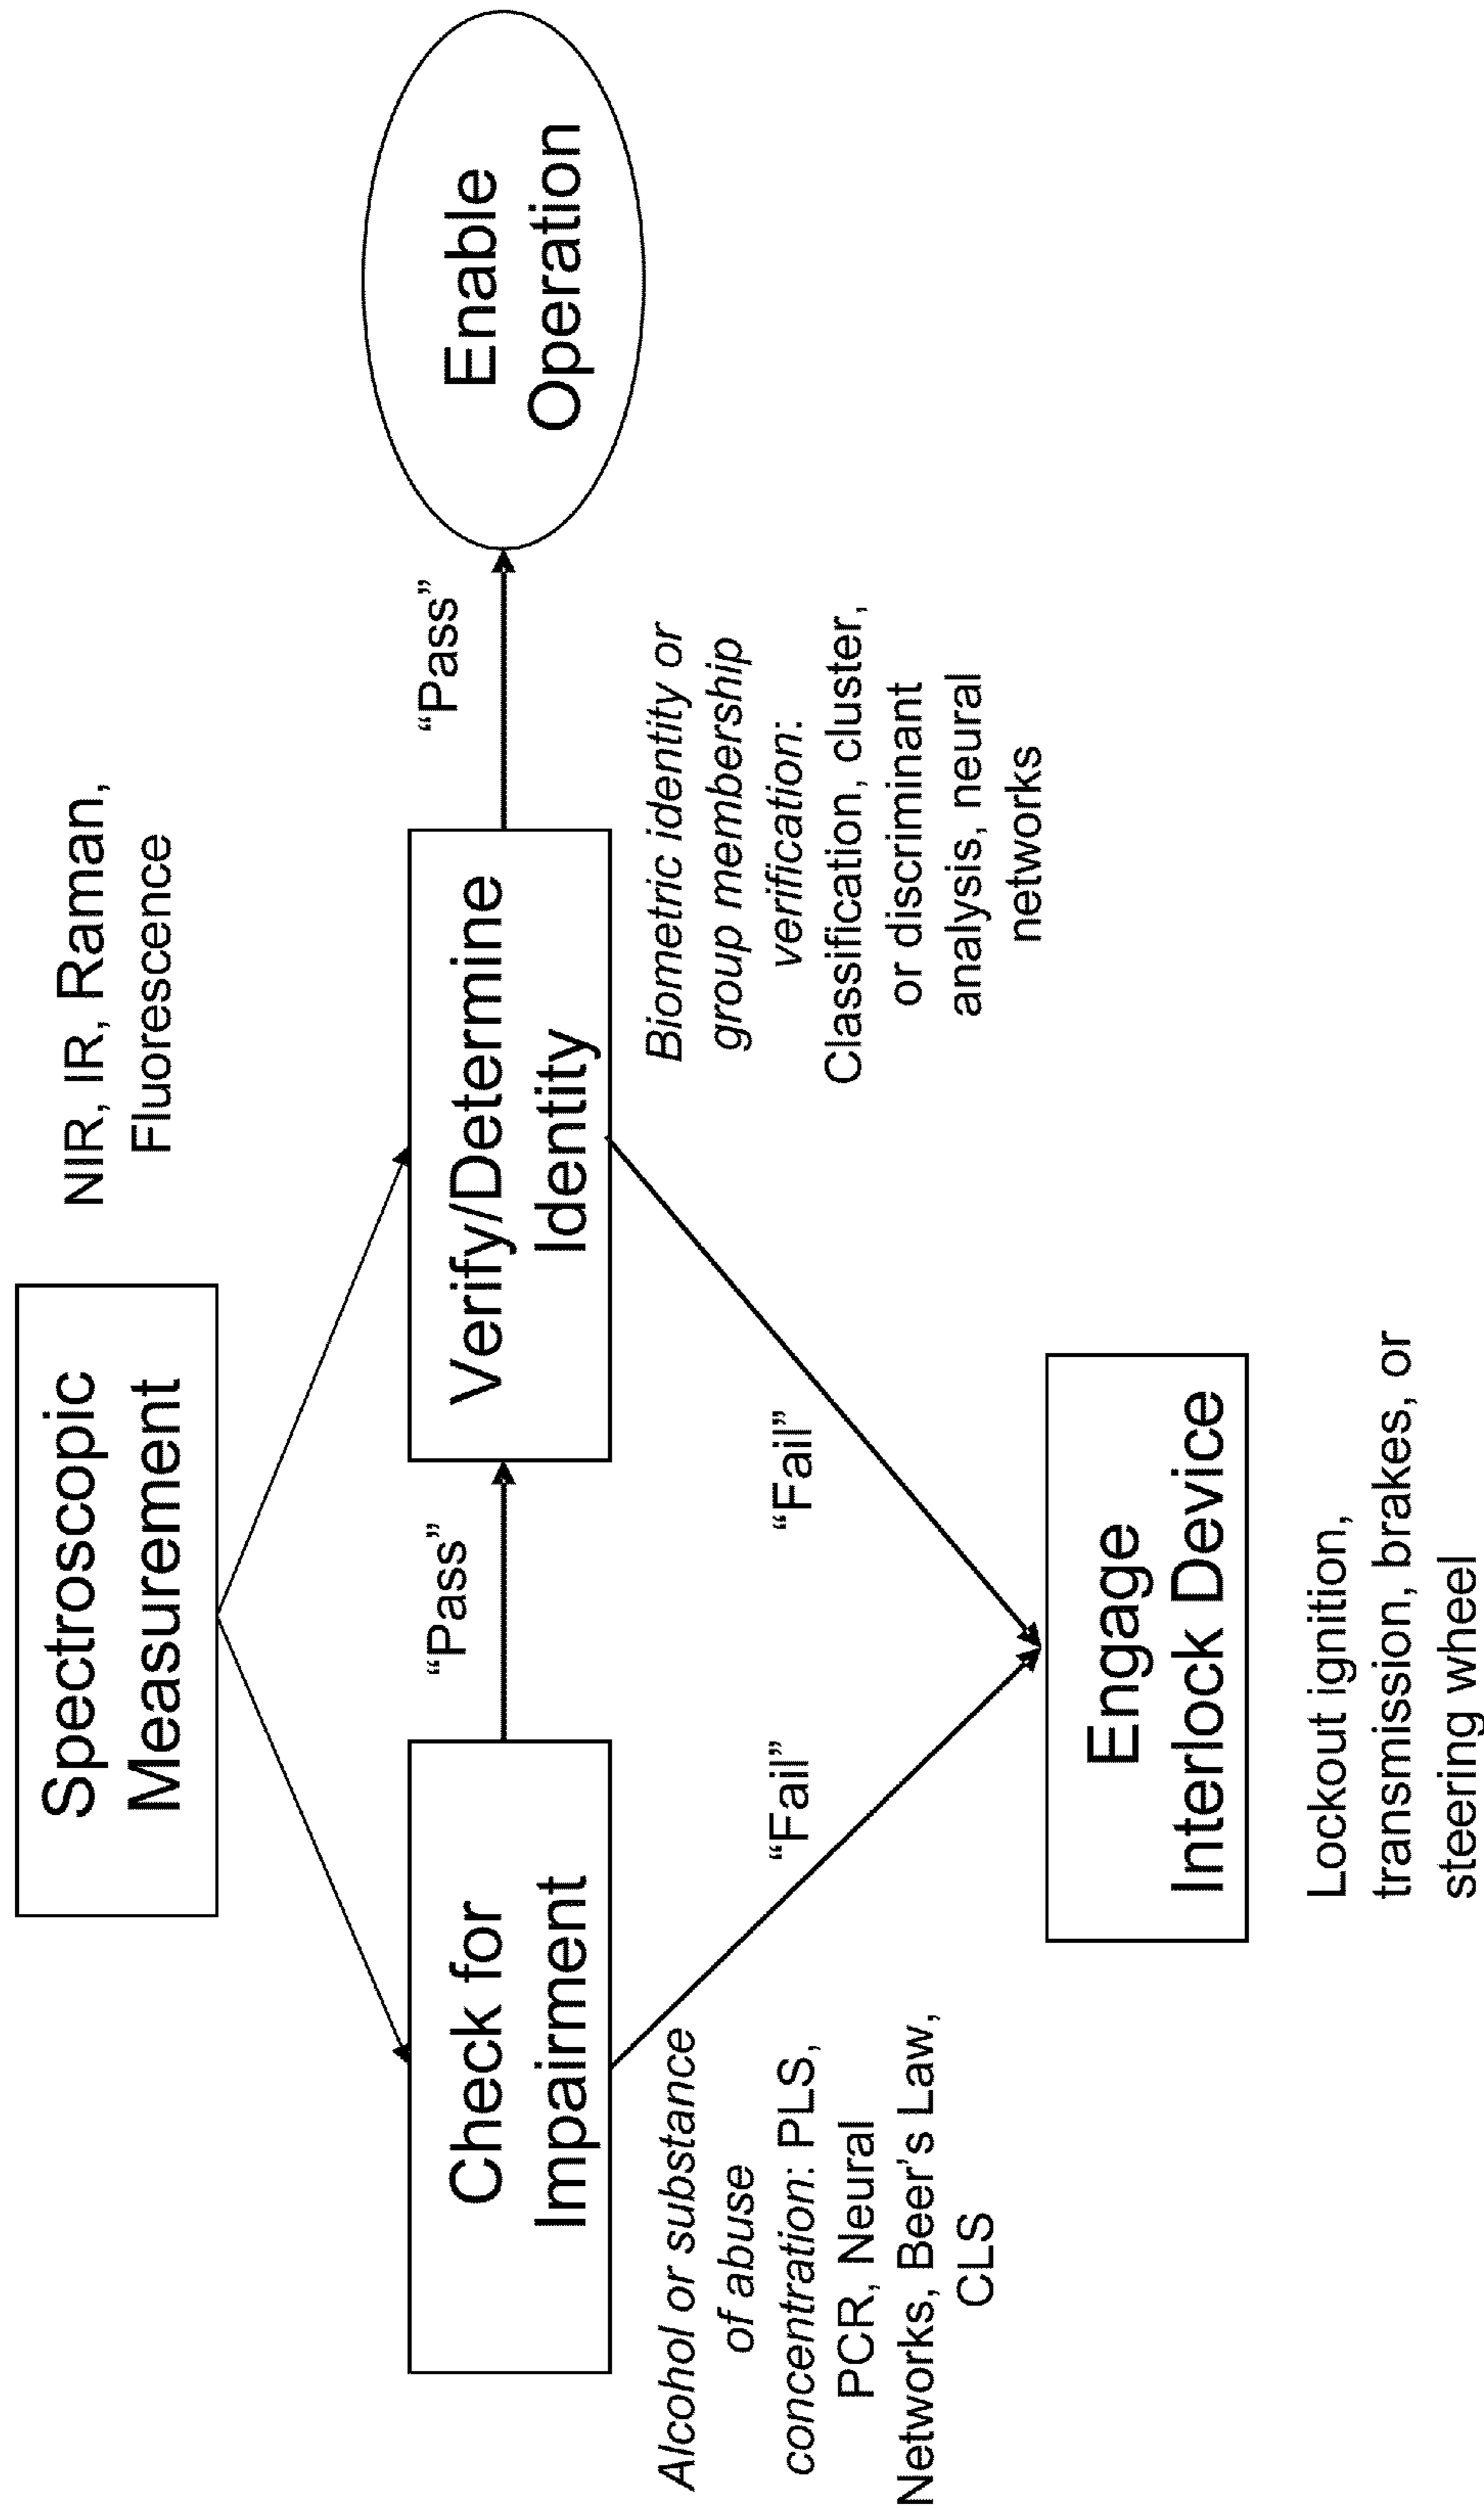 Spectroscopic
Measurement
NIR, IR, Raman,
Fluorescence
Check for
Impairment
“Pass”
Verify/Determine
Identity
“Pass”
Enable
Operation
Alcohol or substance
of abuse
concentration: PLS,
PCR, Neural
Networks, Beer’s Law,
CLS
“Fail”
“Fail”
Biometric identity or
group membership
verification:
Classification, cluster,
or discriminant
analysis, neural
networks
Engage
Interlock Device
Lockout ignition,
transmission, brakes, or
steering wheel